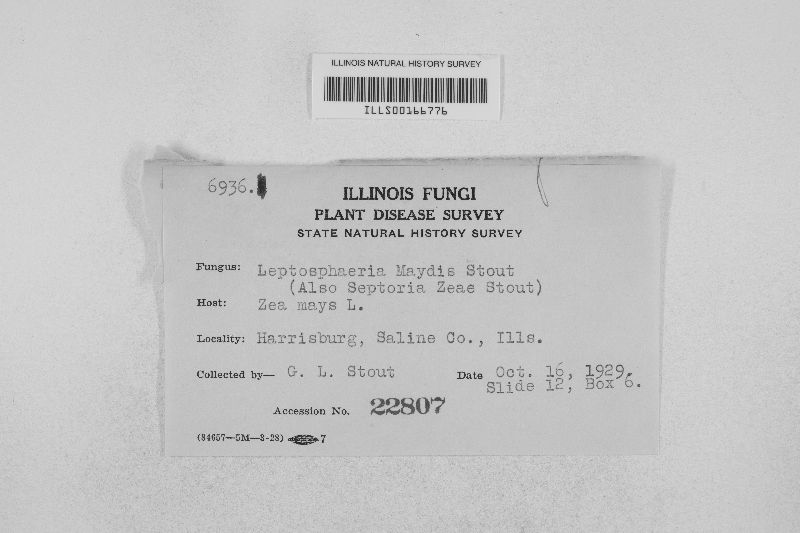 ILLINOIS NATURAL HISTORY SURVEY
ILLS00166776
6936.
ILLINOIS FUNGI
PLANT DISEASE SURVEY
STATE NATURAL HISTORY SURVEY
Fungus: Leptosphaeria Maydis Stout
(Also Septoria Zeae Stout)
Host: Zea mays L.
Locality: Harrisburg, Saline Co., Ills.
Collected by— G. L. Stout Date Oct. 16, 1929.
Slide 12, Box 6.
Accession No. 22807
(84657—5M—8-28) 7